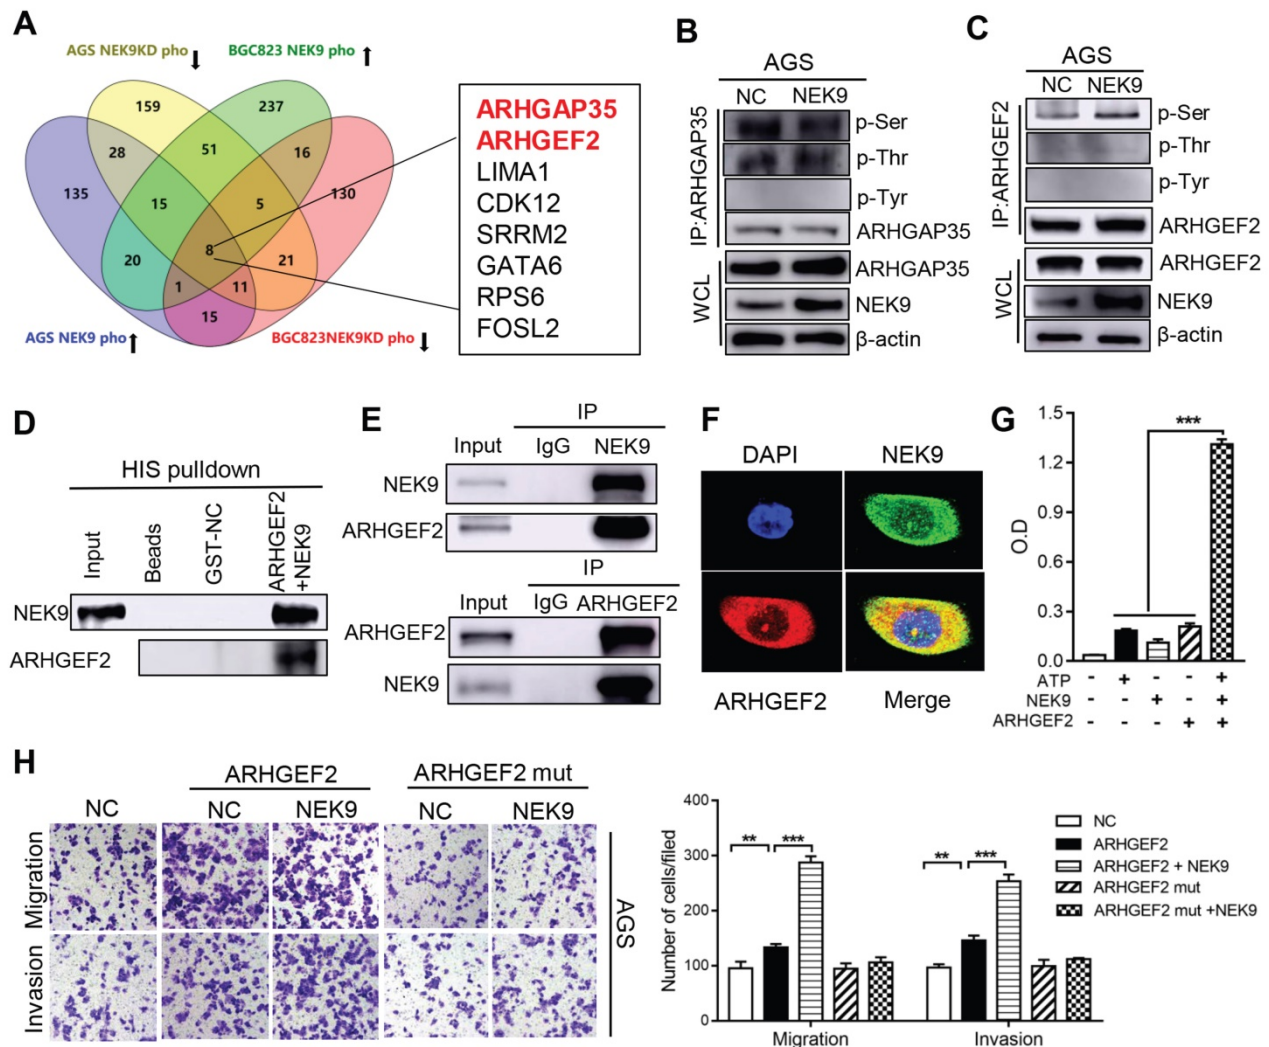 A
AGS NEK9KD pho
BGC823 NEK9 pho
159
237
28
51
16
135
130
15
5
8
20
21
1
11
15
AGS NEK9 pho
BGC823NEK9KD pho
ARHGAP35
ARHGEF2
LIMA1
CDK12
SRRM2
GATA6
RPS6
FOSL2
B
AGS
NC NEK9
IP:ARHGAP35
p-Ser
p-Thr
p-Tyr
ARHGAP35
WCL
ARHGAP35
NEK9
β-actin
C
AGS
NC NEK9
IP:ARHGEF2
p-Ser
p-Thr
p-Tyr
ARHGEF2
WCL
ARHGEF2
NEK9
β-actin
D
HIS pulldown
Input
Beads
GST-NC
ARHGEF2
+NEK9
NEK9
ARHGEF2
E
IP
Input IgG NEK9
NEK9
ARHGEF2
IP
Input IgG ARHGEF2
ARHGEF2
NEK9
F
DAPI NEK9
ARHGEF2 Merge
G
O.D
1.5
1.2
0.9
0.6
0.3
0.0
***
ATP - + - - +
NEK9 - - + - +
ARHGEF2 - - - + +
H
ARHGEF2 ARHGEF2 mut
NC NC NEK9 NC NEK9
Migration
Invasion
AGS
Number of cells/filed
400
300
200
100
0
** ***
** ***
Migration Invasion
NC
ARHGEF2
ARHGEF2 + NEK9
ARHGEF2 mut
ARHGEF2 mut +NEK9